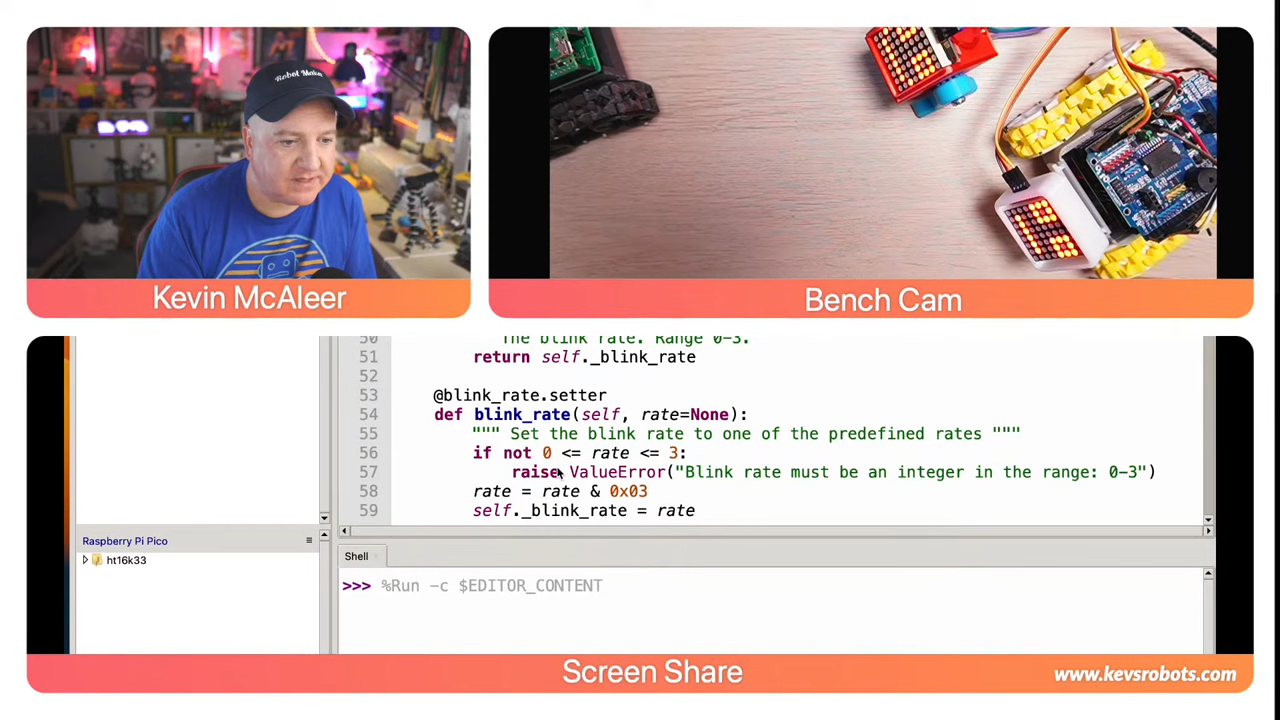 Robot Maker
Kevin McAleer
Bench Cam
50 The blink rate. Range 0-3.
51 return self._blink_rate
52
53 @blink_rate.setter
54 def blink_rate(self, rate=None):
55 """ Set the blink rate to one of the predefined rates """
56 if not 0 <= rate <= 3:
57 raise ValueError("Blink rate must be an integer in the range: 0-3")
58 rate = rate & 0x03
59 self._blink_rate = rate
Raspberry Pi Pico
ht16k33
Shell
>>> %Run -c $EDITOR_CONTENT
Screen Share
www.kevsrobots.com